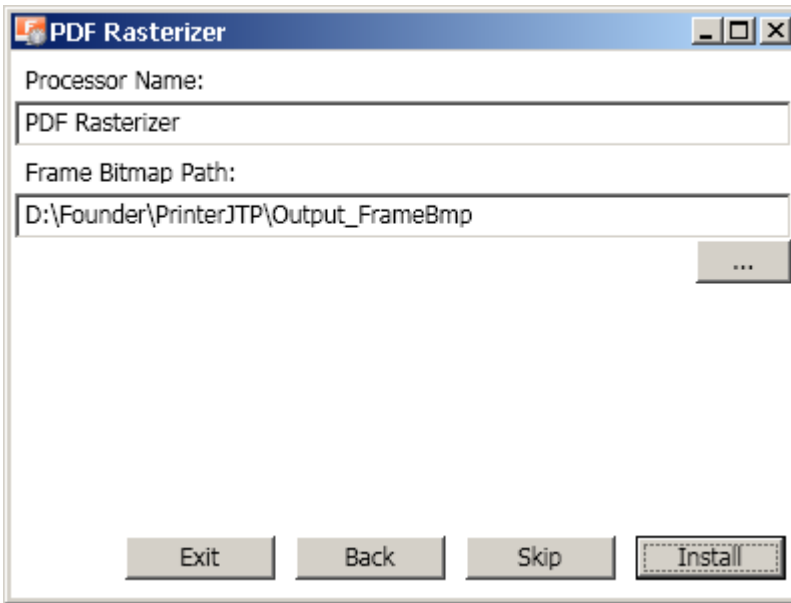 PDF Rasterizer
Processor Name:
PDF Rasterizer
Frame Bitmap Path:
D:\Founder\PrinterJTP\Output_FrameBmp
...
Exit Back Skip Install